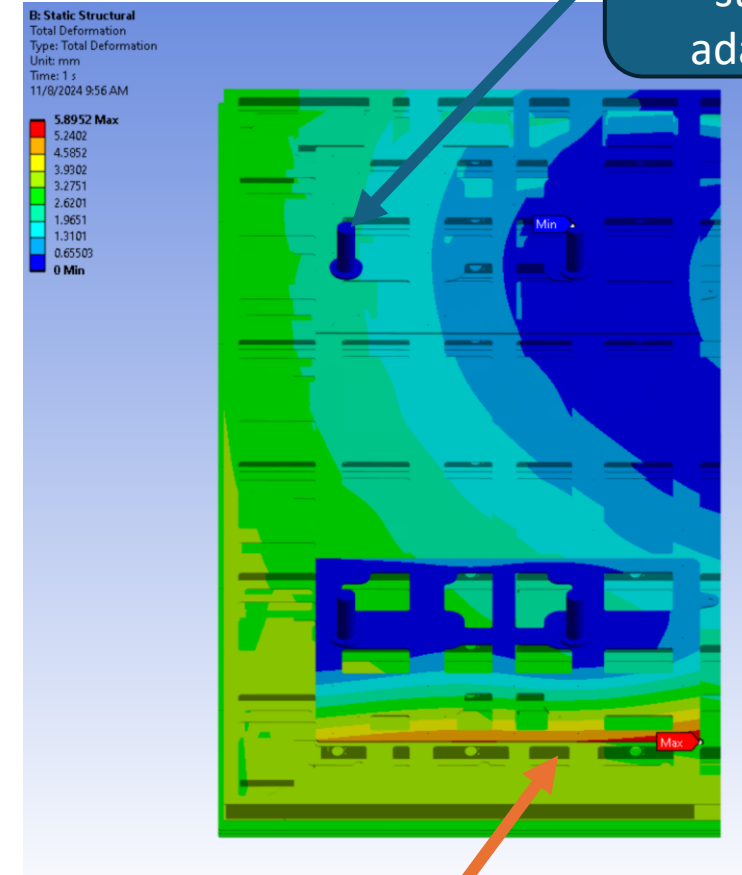 B: Static Structural
Total Deformation
Type: Total Deformation
Unit: mm
Time: 1 s
11/8/2024 9:56 AM
5.8952 Max
5.2402
4.5852
3.9302
3.2751
2.6201
1.9651
1.3101
0.65503
0 Min
Min
Max